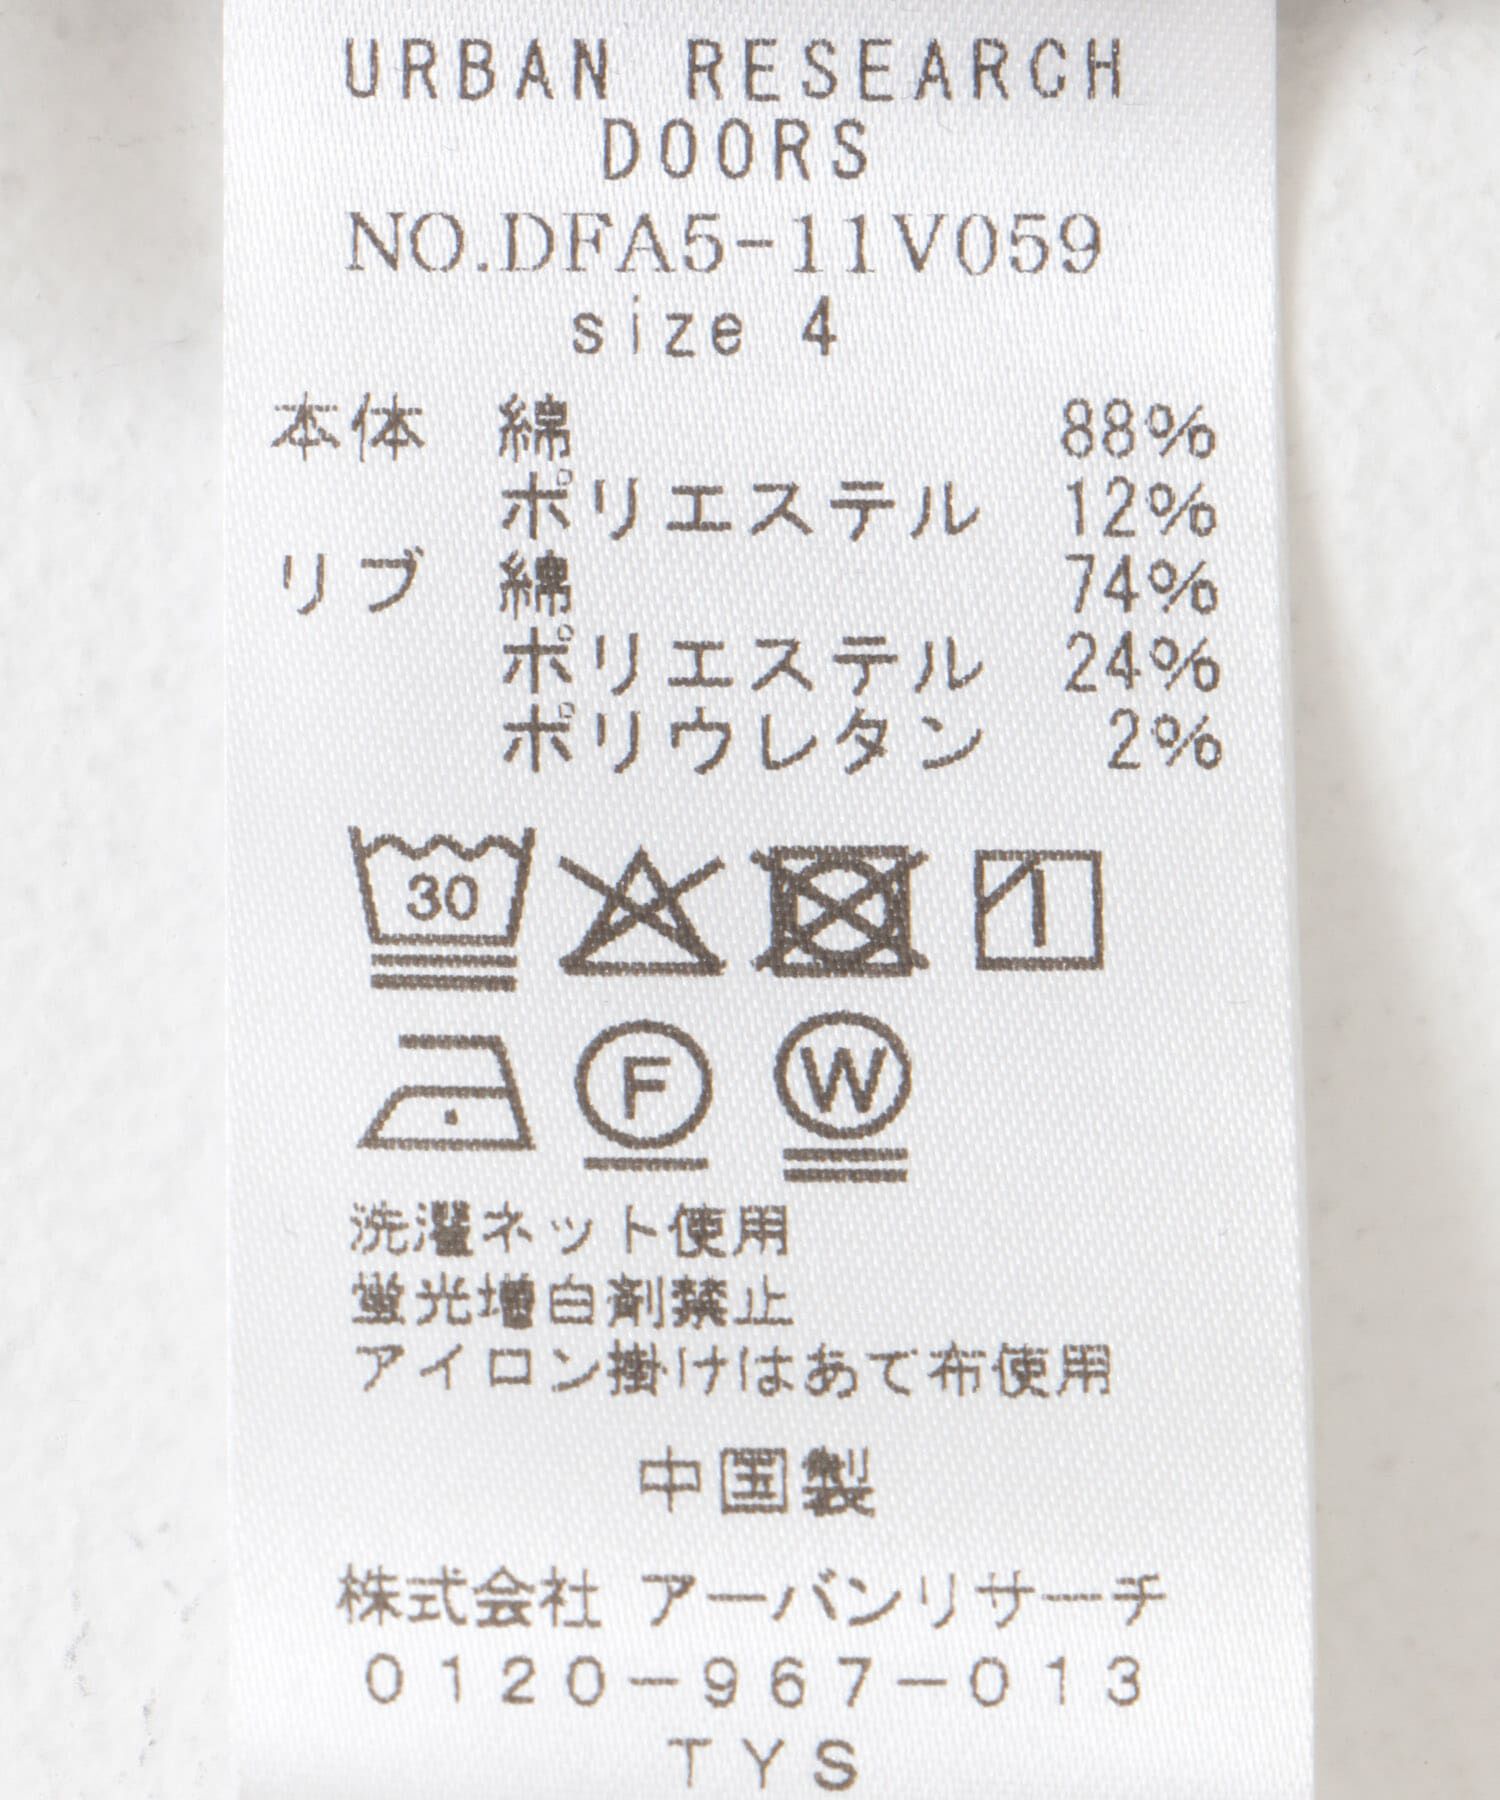 URBAN RESEARCH
DOORS
NO.DFA5-11V059
size 4
本体 綿 88%
ポリエステル 12%
リブ 綿 74%
ポリエステル 24%
ポリウレタン 2%
30
F
W
洗濯ネット使用
蛍光増白剤禁止
アイロン掛けはあて布使用
中国製
株式会社 アーバンリサーチ
0120-967-013
TYS